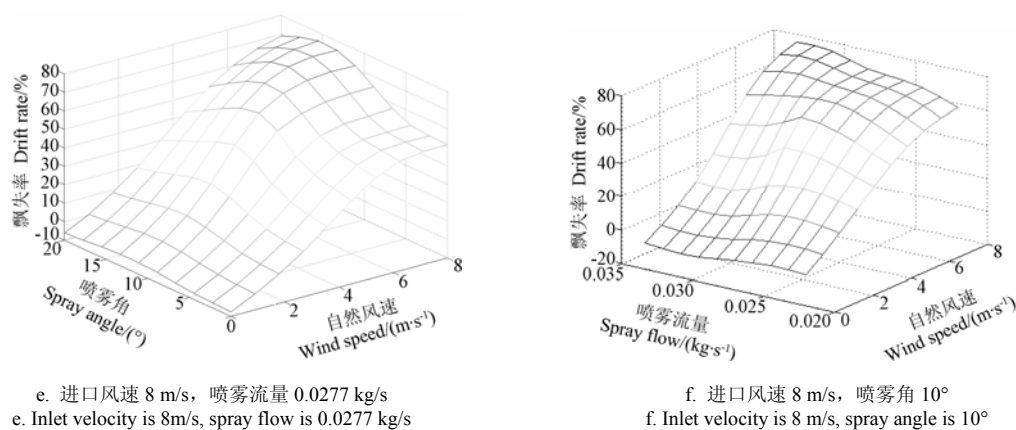 80
70
60
50
40
30
20
10
0
-10
飘失率 Drift rate/%
20
15
10
5
0
喷雾角
Spray angle/(°)
2
4
6
8
自然风速
Wind speed/(m·s⁻¹)
80
60
40
20
0
-20
飘失率 Drift rate/%
0.035
0.030
0.025
0.020
喷雾流量
Spray flow/(kg·s⁻¹)
0
2
4
6
8
自然风速
Wind speed/(m·s⁻¹)
e. 进口风速 8 m/s，喷雾流量 0.0277 kg/s
e. Inlet velocity is 8m/s, spray flow is 0.0277 kg/s
f. 进口风速 8 m/s，喷雾角 10°
f. Inlet velocity is 8 m/s, spray angle is 10°